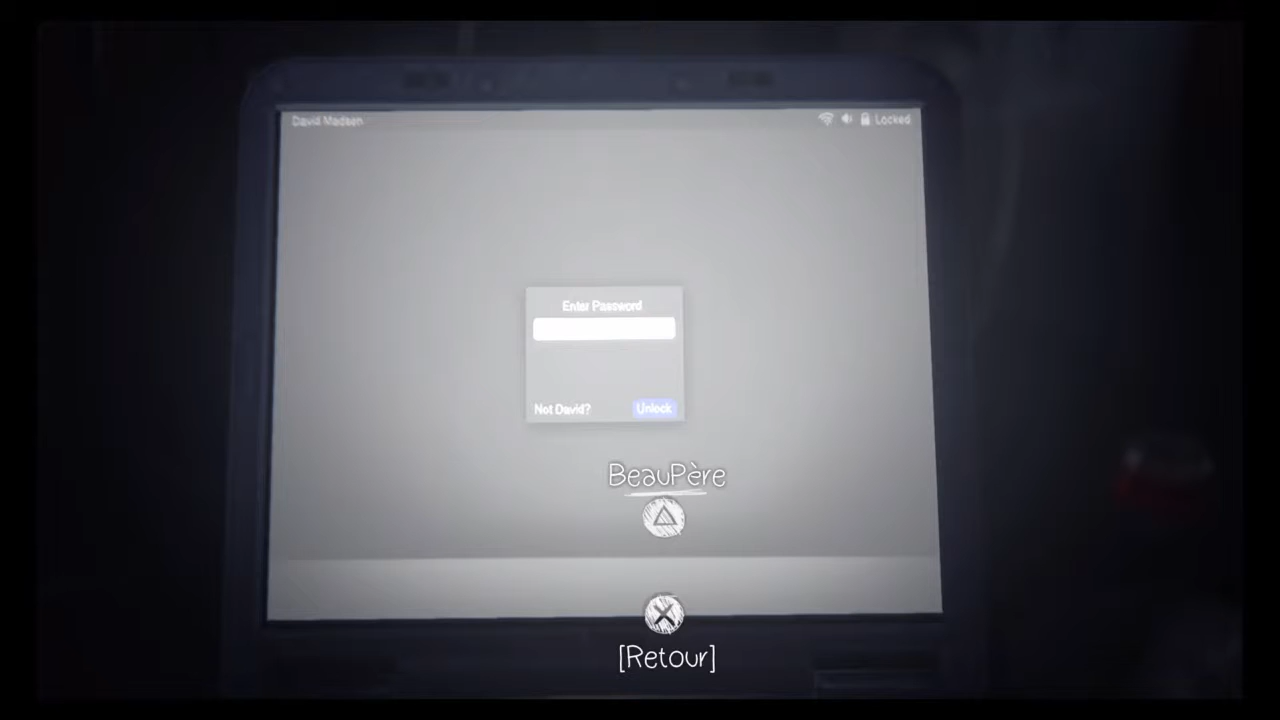 David Madsen
Locked
Enter Password
Not David?
Unlock
BeauPère
[Retour]